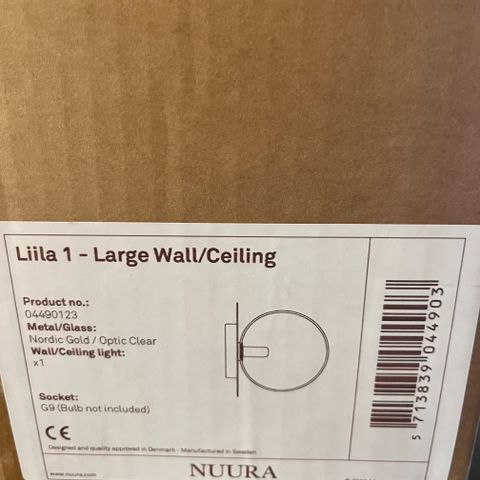 Liila 1 - Large Wall/Ceiling
Product no.:
04490123
Metal/Glass:
Nordic Gold / Optic Clear
Wall/Ceiling light:
x1
Socket:
G9 (Bulb not included)
CE
Designed and quality approved in Denmark - Manufactured in Sweden
5 713839 044903
www.nuura.com
NUURA